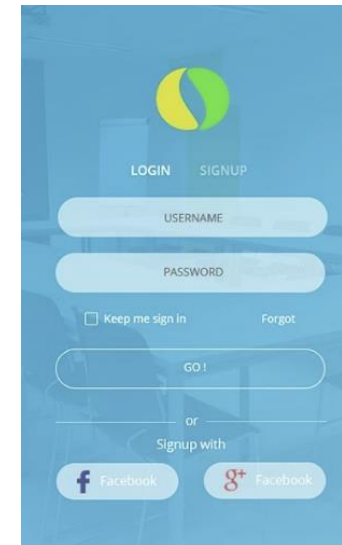 LOGIN SIGNUP
USERNAME
PASSWORD
Keep me sign in Forgot
GO !
or
Signup with
f Facebook g+ Facebook